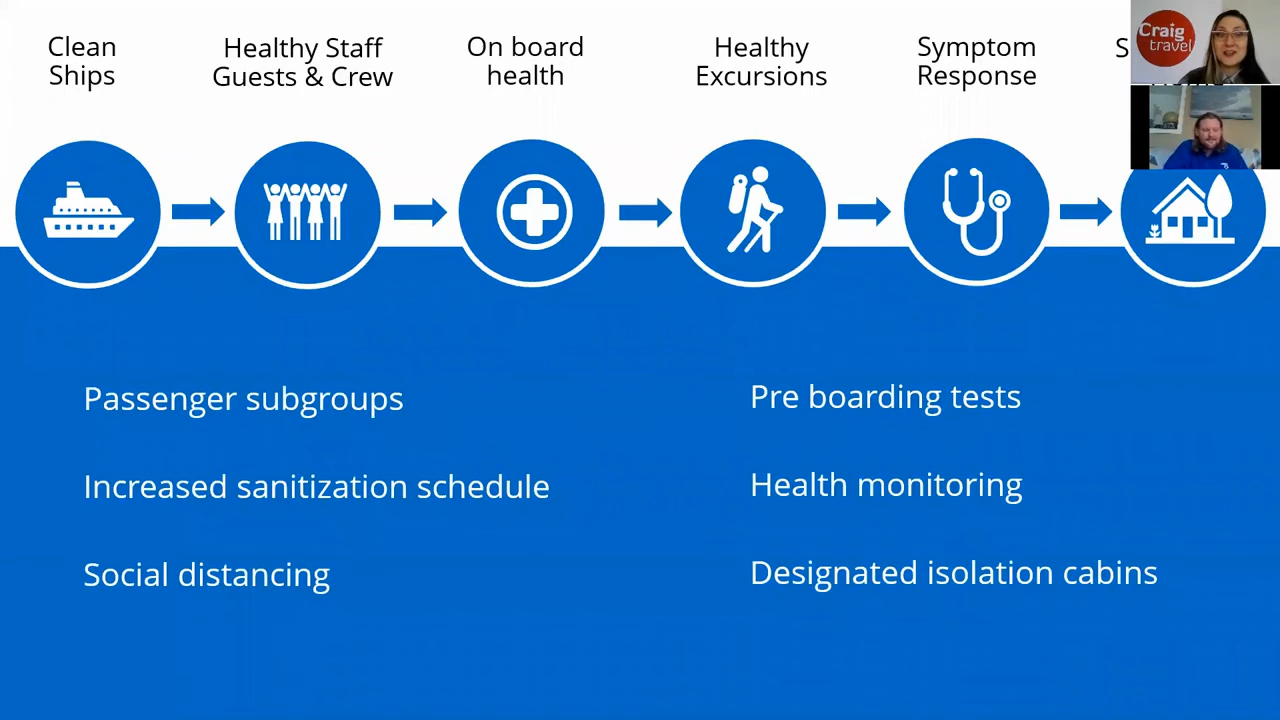 Clean
Ships
Healthy Staff
Guests & Crew
On board
health
Healthy
Excursions
Symptom
Response
S
Craig
travel
Passenger subgroups
Increased sanitization schedule
Social distancing
Pre boarding tests
Health monitoring
Designated isolation cabins